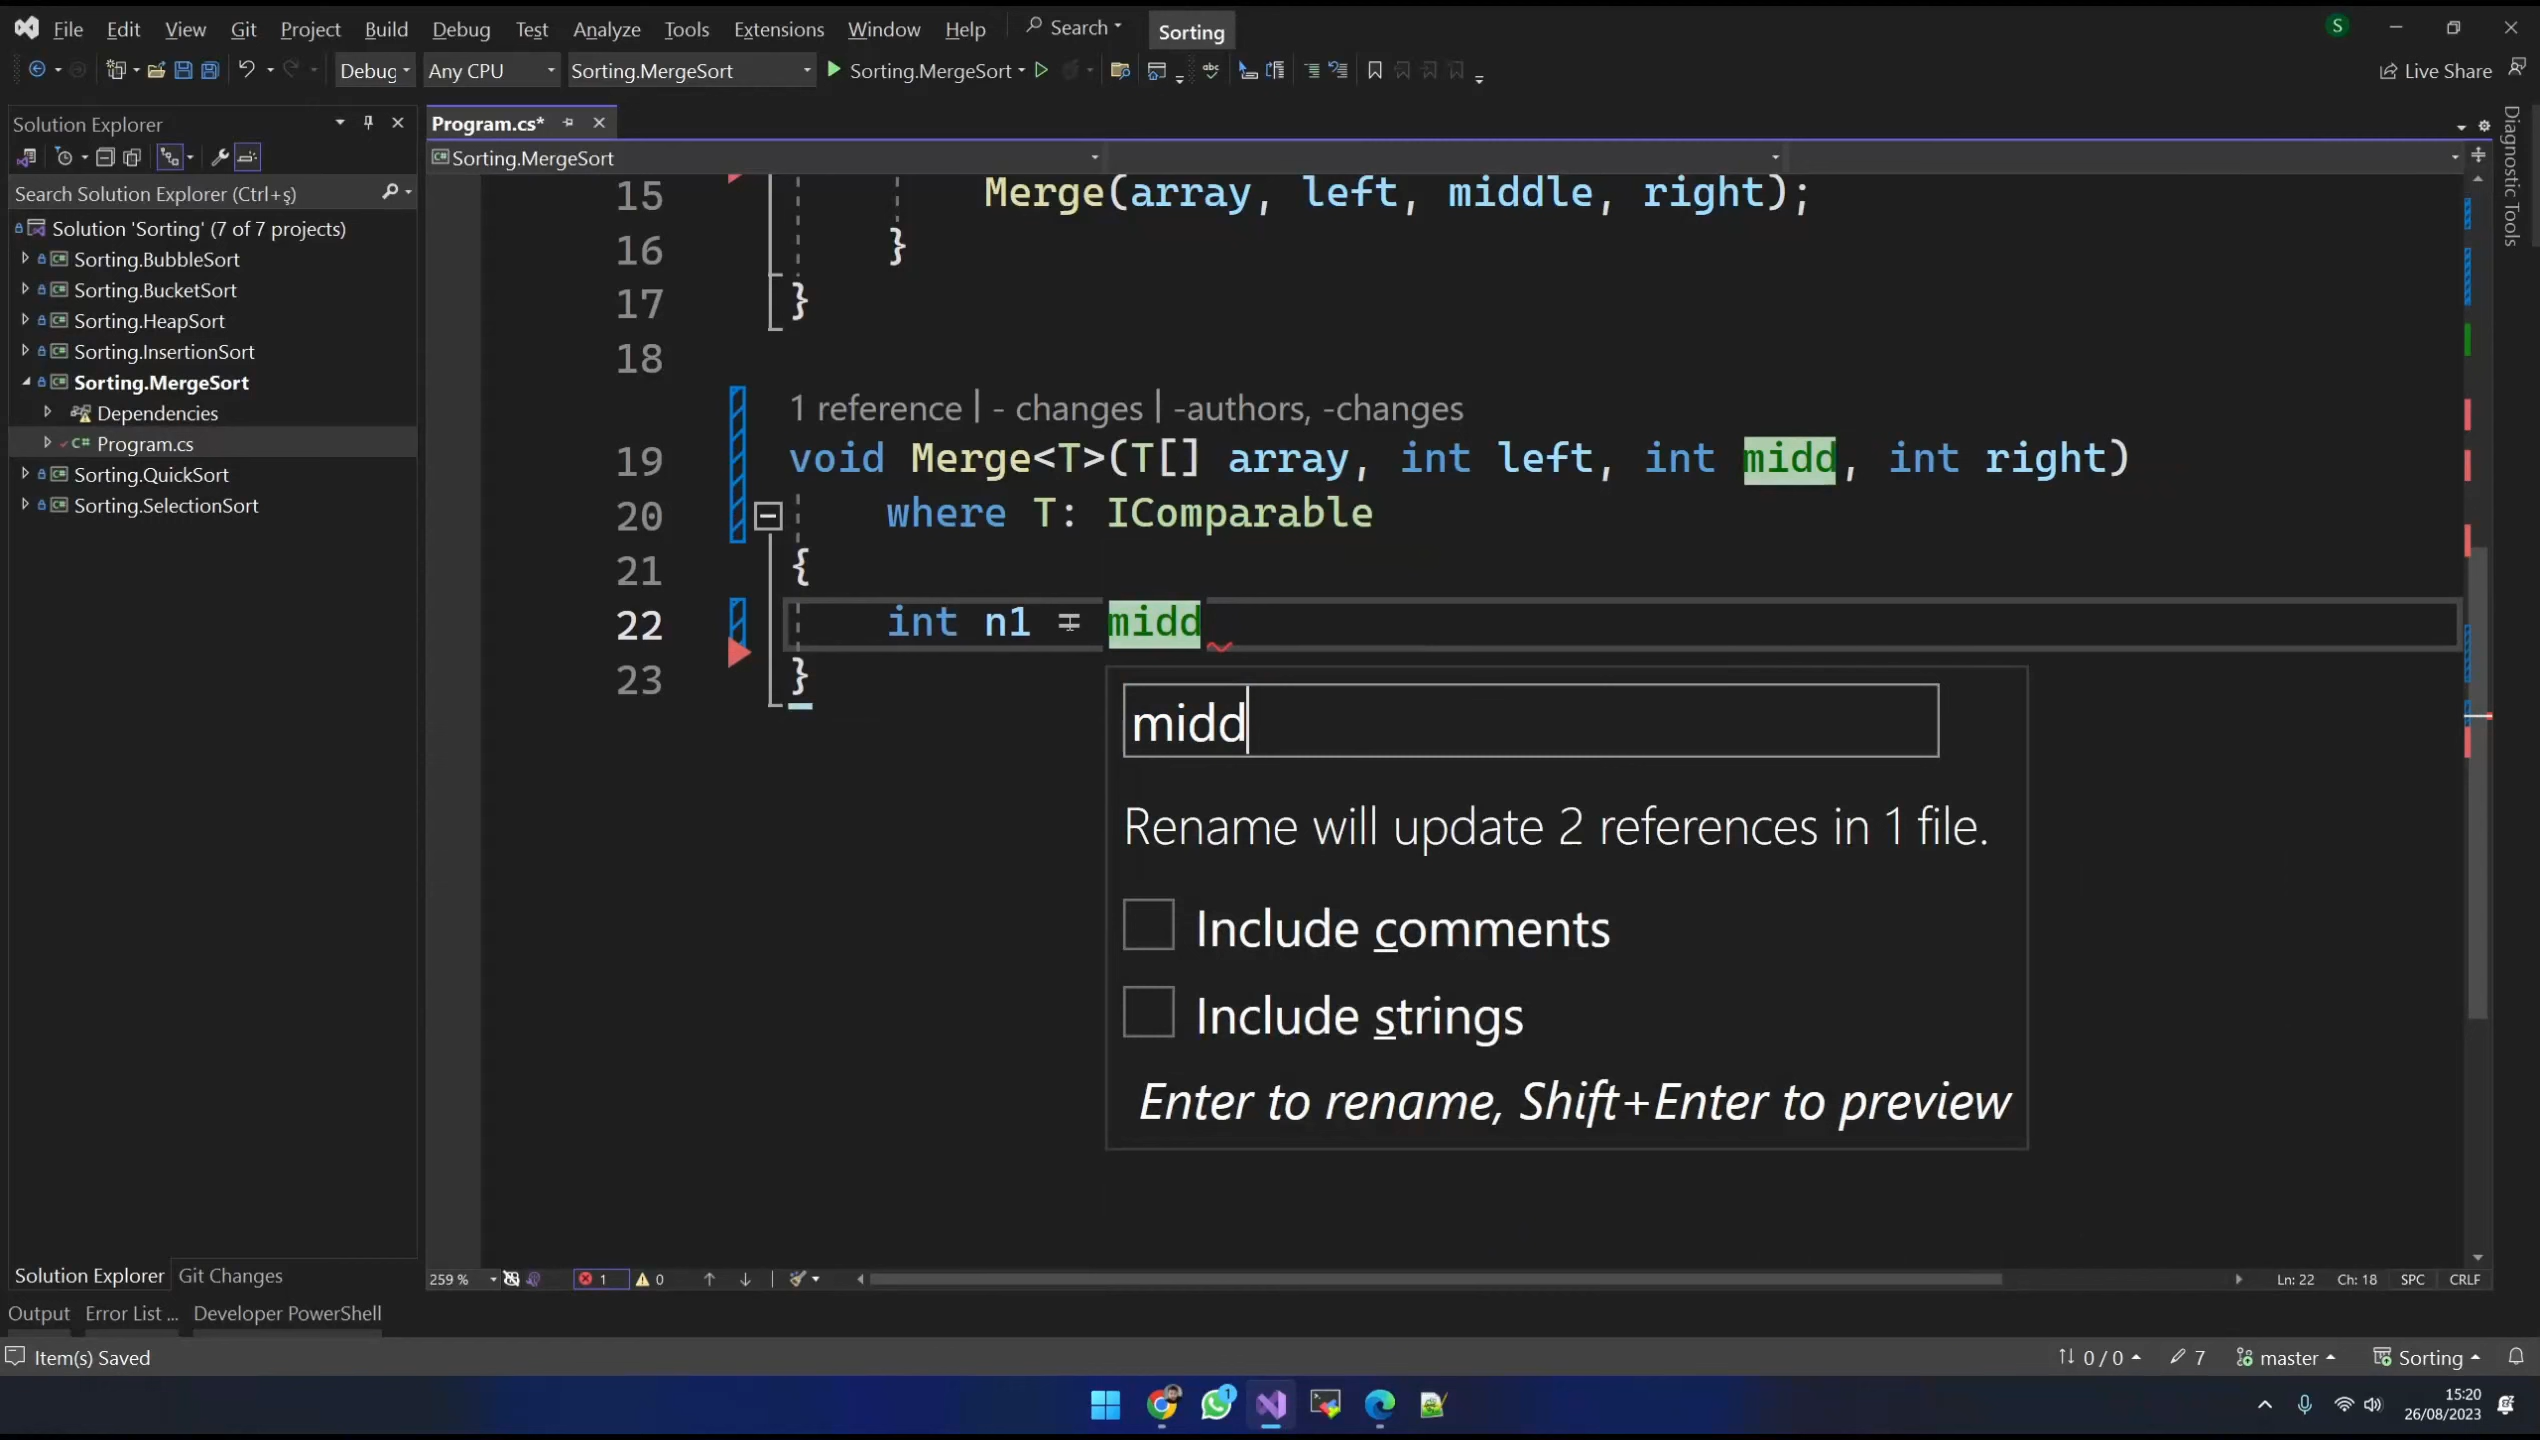 File Edit View Git Project Build Debug Test Analyze Tools Extensions Window Help Search Sorting S
Debug Any CPU Sorting.MergeSort Sorting.MergeSort Live Share
Solution Explorer
Program.cs*
Sorting.MergeSort
Diagnostic Tools
Search Solution Explorer (Ctrl+ş)
Solution 'Sorting' (7 of 7 projects)
Sorting.BubbleSort
Sorting.BucketSort
Sorting.HeapSort
Sorting.InsertionSort
Sorting.MergeSort
Dependencies
Program.cs
Sorting.QuickSort
Sorting.SelectionSort
15 Merge(array, left, middle, right);
16 }
17 }
18
1 reference | - changes | -authors, -changes
19 void Merge<T>(T[] array, int left, int midd, int right)
20 where T: IComparable
21 {
22 int n1 = midd
23 }
midd
Rename will update 2 references in 1 file.
Include comments
Include strings
Enter to rename, Shift+Enter to preview
Solution Explorer Git Changes
259 % 1 0 Ln: 22 Ch: 18 SPC CRLF
Output Error List ... Developer PowerShell
Item(s) Saved 0 / 0 7 master Sorting
1
15:20
26/08/2023